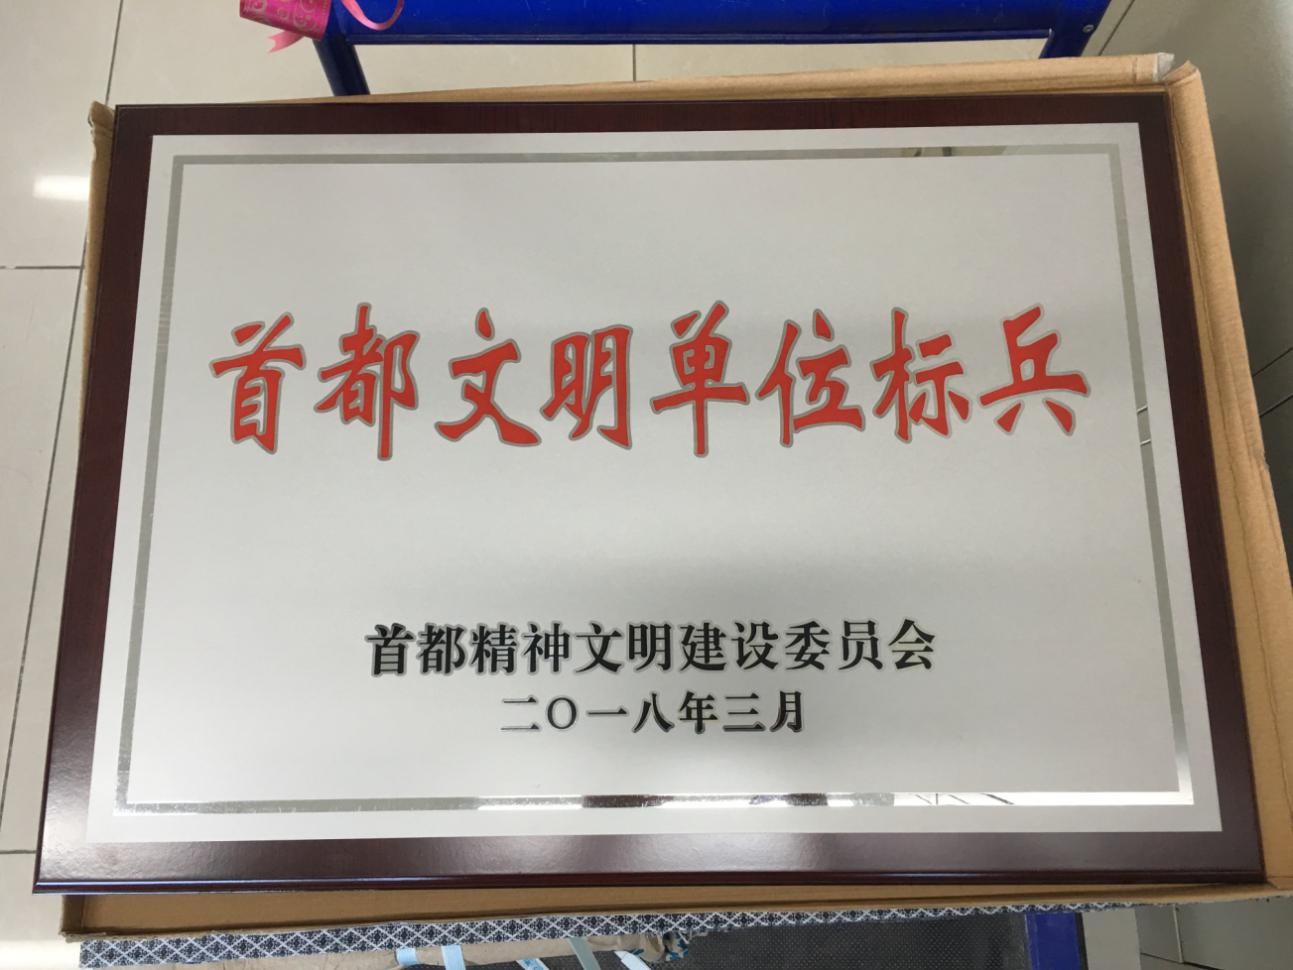 首都文明单位标兵
首都精神文明建设委员会
二〇一八年三月